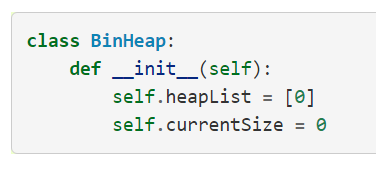 class BinHeap:
    def __init__(self):
        self.heapList = [0]
        self.currentSize = 0